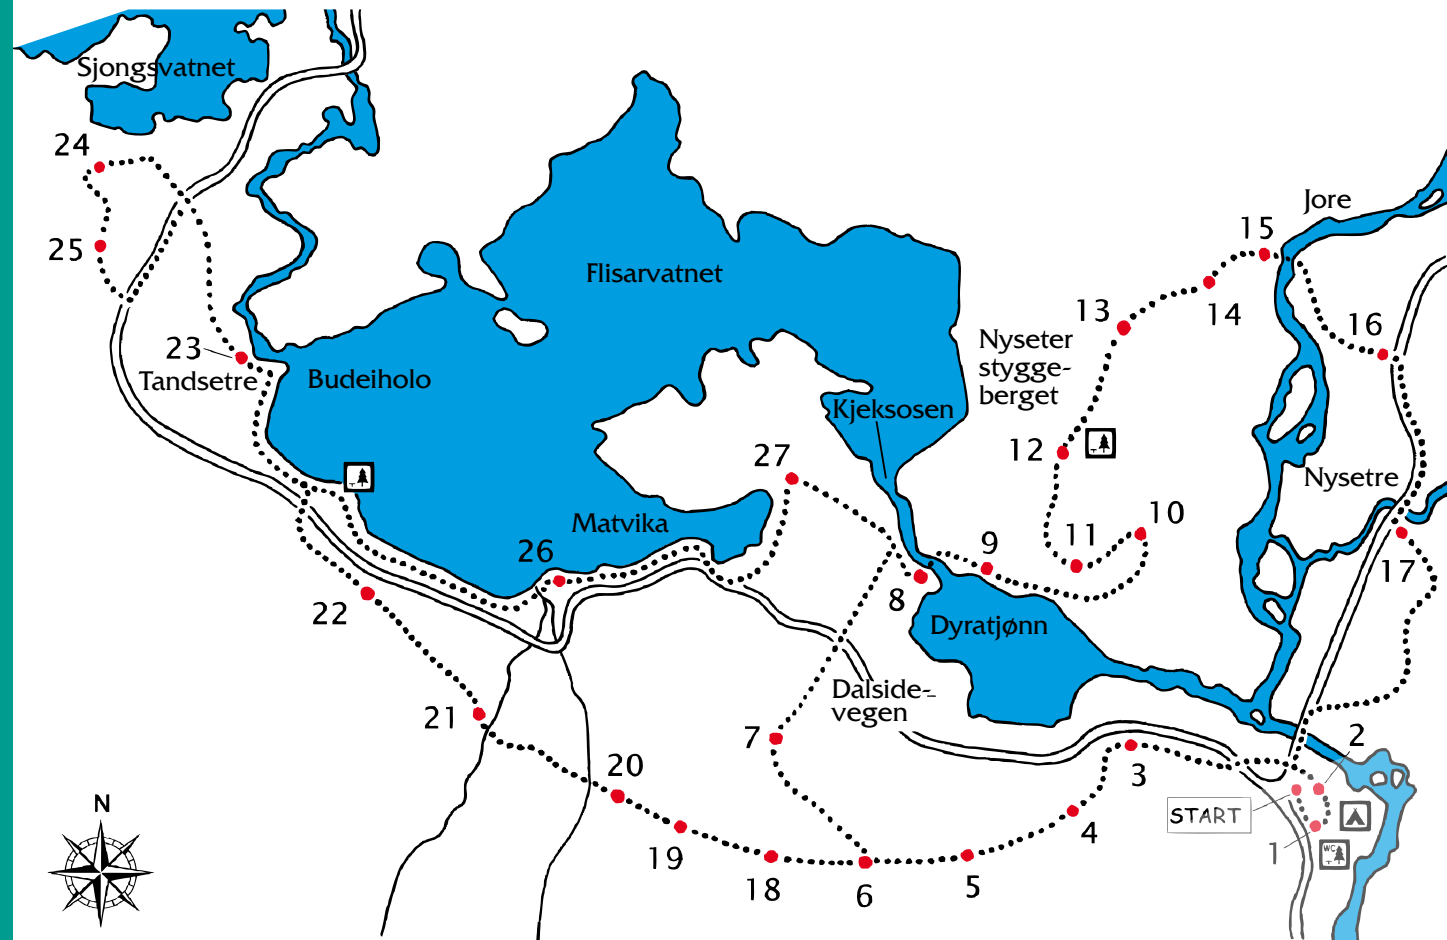 Sjongsvatnet
24
25
23
Tandsetre
Budeiholo
Flisarvatnet
Jore
15
14
13
16
Nyseter
stygge-
berget
Kjeksosen
12
27
Nysetre
Matvika
26
10
11
9
17
8
22
Dyratjønn
Dalside-
vegen
21
7
2
3
20
START
4
1
WC
19
18
6
5
N